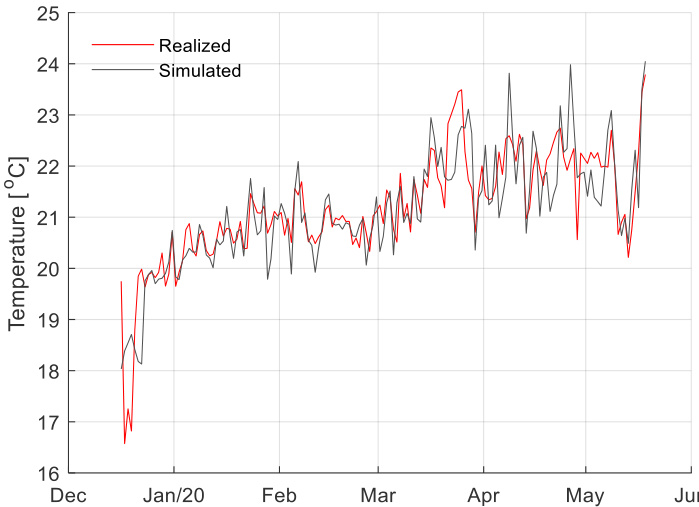 25
24
23
22
21
20
19
18
17
16
Temperature [ °C]
Realized
Simulated
Dec Jan/20 Feb Mar Apr May Jun